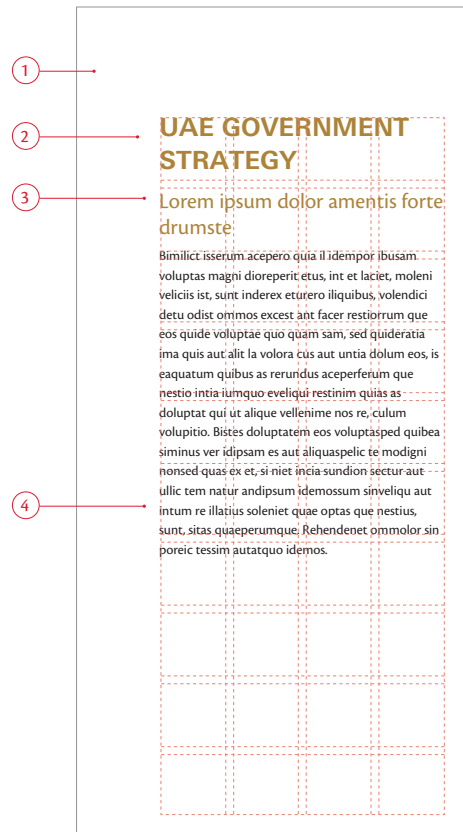 1
UAE GOVERNMENT
2
STRATEGY
3
Lorem ipsum dolor amentis forte
drumste
Bimilict isserum acepero quia il idempor ibusam
voluptas magni dioreperit etus, int et laciet, moleni
veliciis ist, sunt inderex eturero iliquibus, volendici
detu odist ommos excest ant facer restiorrum que
eos quide voluptae quo quam sam, sed quideratia
ima quis aut alit la volora cus aut untia dolum eos, is
eaquatum quibus as rerundus aceperferum que
nestio intia iumquo eveliqui restinim quias as
doluptat qui ut alique vellenime nos re, culum
volupitio. Bistes doluptatem eos voluptasped quibea
siminus ver idipsam es aut aliquaspelic te modigni
nonsed quas ex et, si niet incia sundion sectur aut
ullic tem natur andipsum idemossum sinveliqu aut
4
intum re illatius soleniet quae optas que nestius,
sunt, sitas quaeperumque. Rehendenet ommolor sin
poreic tessim autatquo idemos.